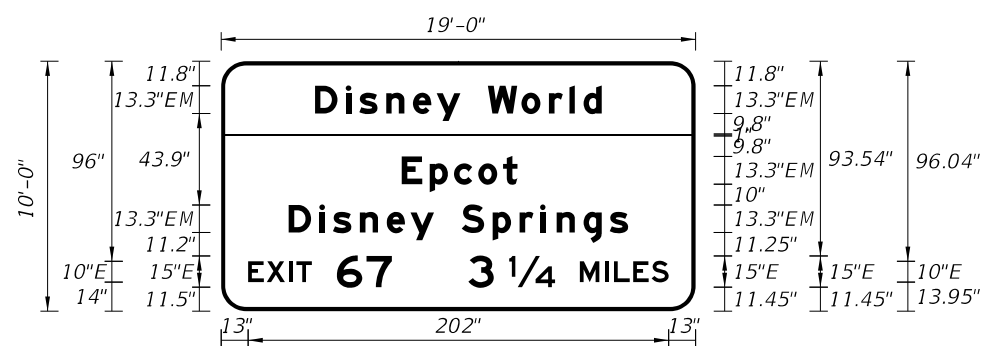 19'-0"
11.8" 11.8"
13.3"EM Disney World 13.3"EM
9.8"
1"
9.8"
10'-0" 96" 43.9" Epcot 13.3"EM 93.54" 96.04"
10"
13.3"EM Disney Springs 13.3"EM
11.2" 11.25"
10"E 15"E EXIT 67 3 1/4 MILES 15"E 15"E 10"E
14" 11.5" 11.45" 11.45" 13.95"
13" 202" 13"